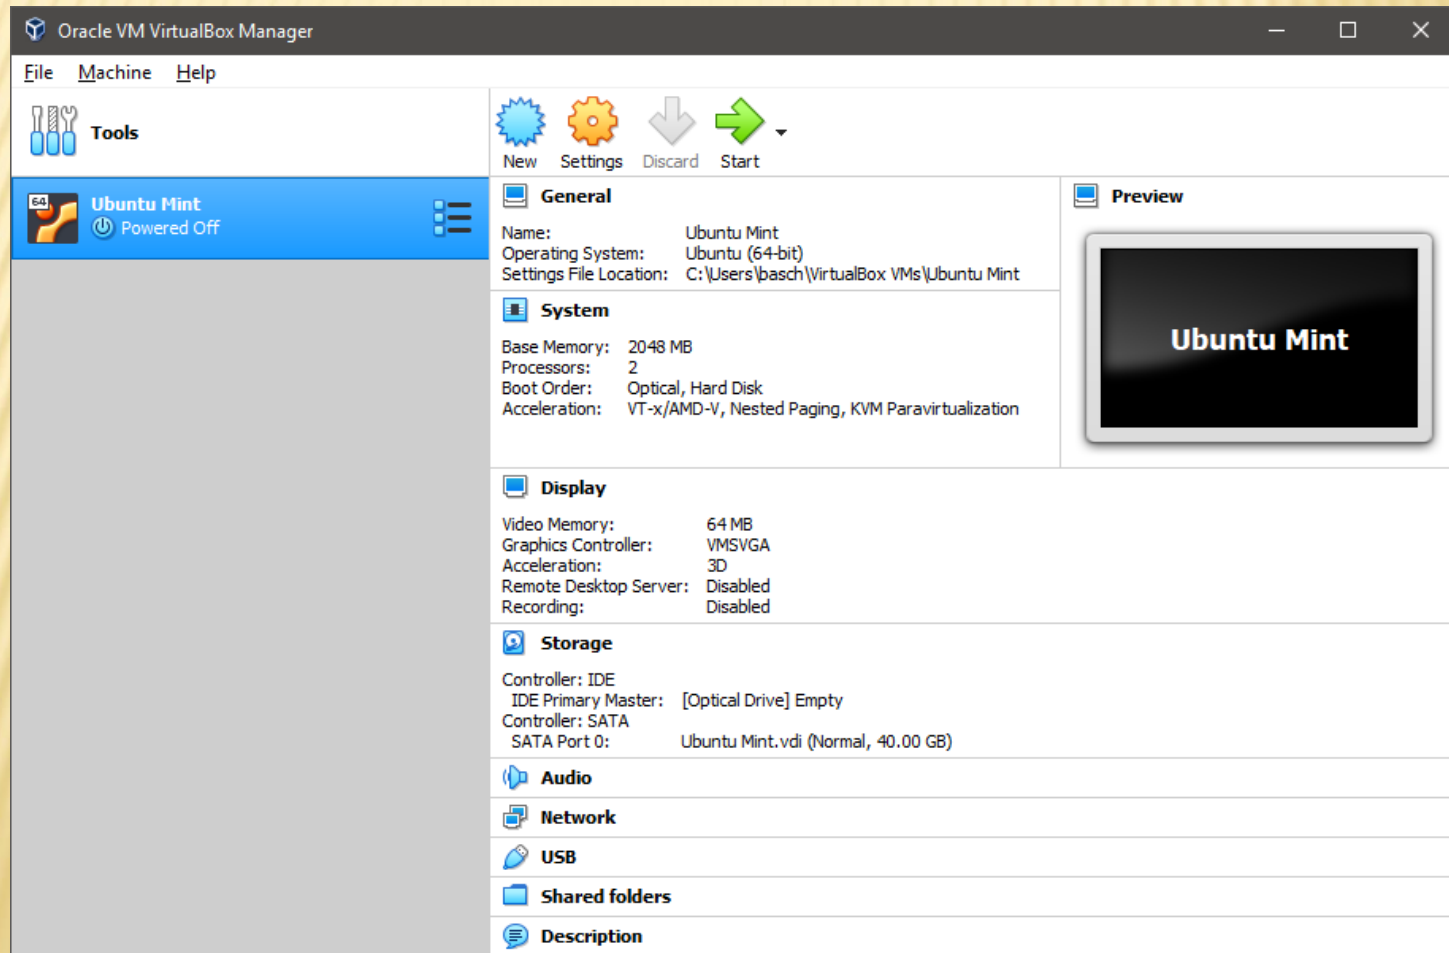 Oracle VM VirtualBox Manager
File Machine Help
Tools
New Settings Discard Start
64
Ubuntu Mint
Powered Off
General
Name: Ubuntu Mint
Operating System: Ubuntu (64-bit)
Settings File Location: C:\Users\basch\VirtualBox VMs\Ubuntu Mint
Preview
Ubuntu Mint
System
Base Memory: 2048 MB
Processors: 2
Boot Order: Optical, Hard Disk
Acceleration: VT-x/AMD-V, Nested Paging, KVM Paravirtualization
Display
Video Memory: 64 MB
Graphics Controller: VMSVGA
Acceleration: 3D
Remote Desktop Server: Disabled
Recording: Disabled
Storage
Controller: IDE
IDE Primary Master: [Optical Drive] Empty
Controller: SATA
SATA Port 0: Ubuntu Mint.vdi (Normal, 40.00 GB)
Audio
Network
USB
Shared folders
Description